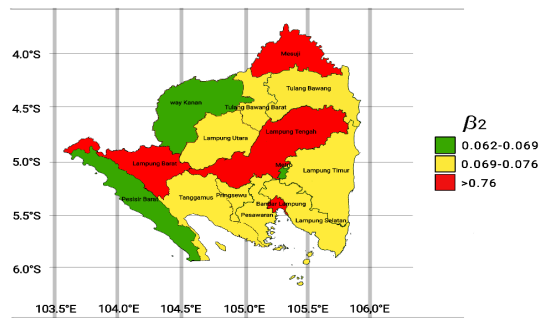 4.0°S
4.5°S
5.0°S
5.5°S
6.0°S
Mesuji
way Kanan
Tulang Bawang
Tulang Bawang Barat
Lampung Utara
Lampung Tengah
Lampung Barat
Metro
Lampung Timur
Pesisir Barat
Tanggamus
Pringsewu
Bandar Lampung
Pesawaran
Lampung Selatan
β2
0.062-0.069
0.069-0.076
>0.76
103.5°E
104.0°E
104.5°E
105.0°E
105.5°E
106.0°E